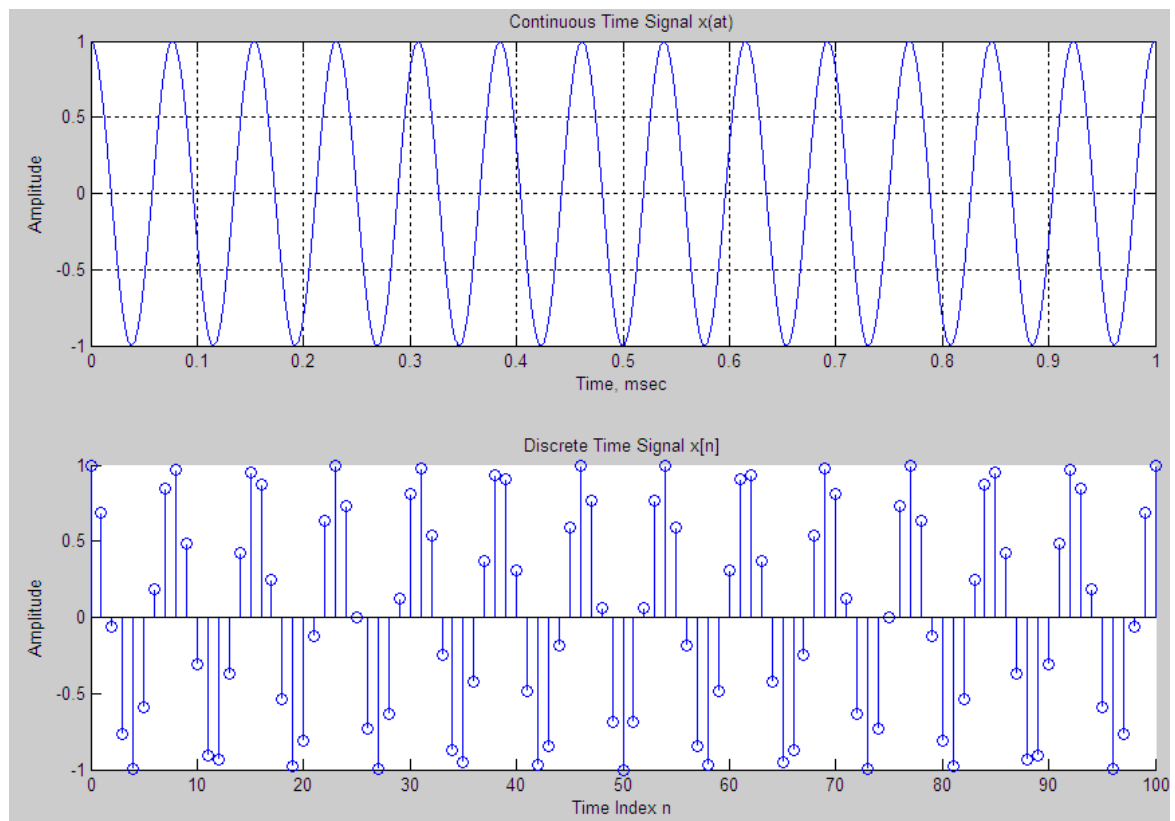 Continuous Time Signal x(at)
1
0.5
0
-0.5
-1
Amplitude
0 0.1 0.2 0.3 0.4 0.5 0.6 0.7 0.8 0.9 1
Time, msec
Discrete Time Signal x[n]
1
0.5
0
-0.5
-1
Amplitude
0 10 20 30 40 50 60 70 80 90 100
Time Index n